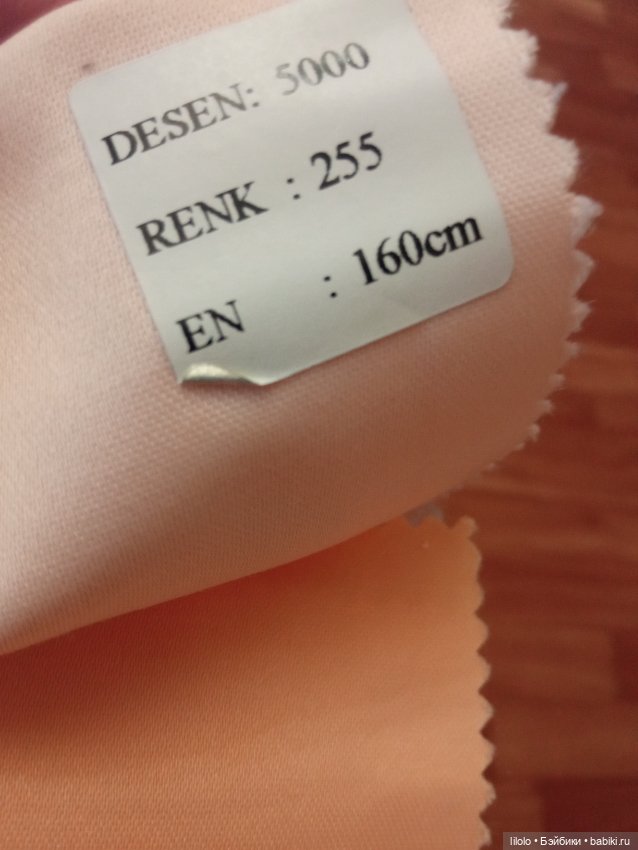 DESEN: 5000
RENK : 255
EN : 160cm
lilolo • Бэйбики • babiki.ru